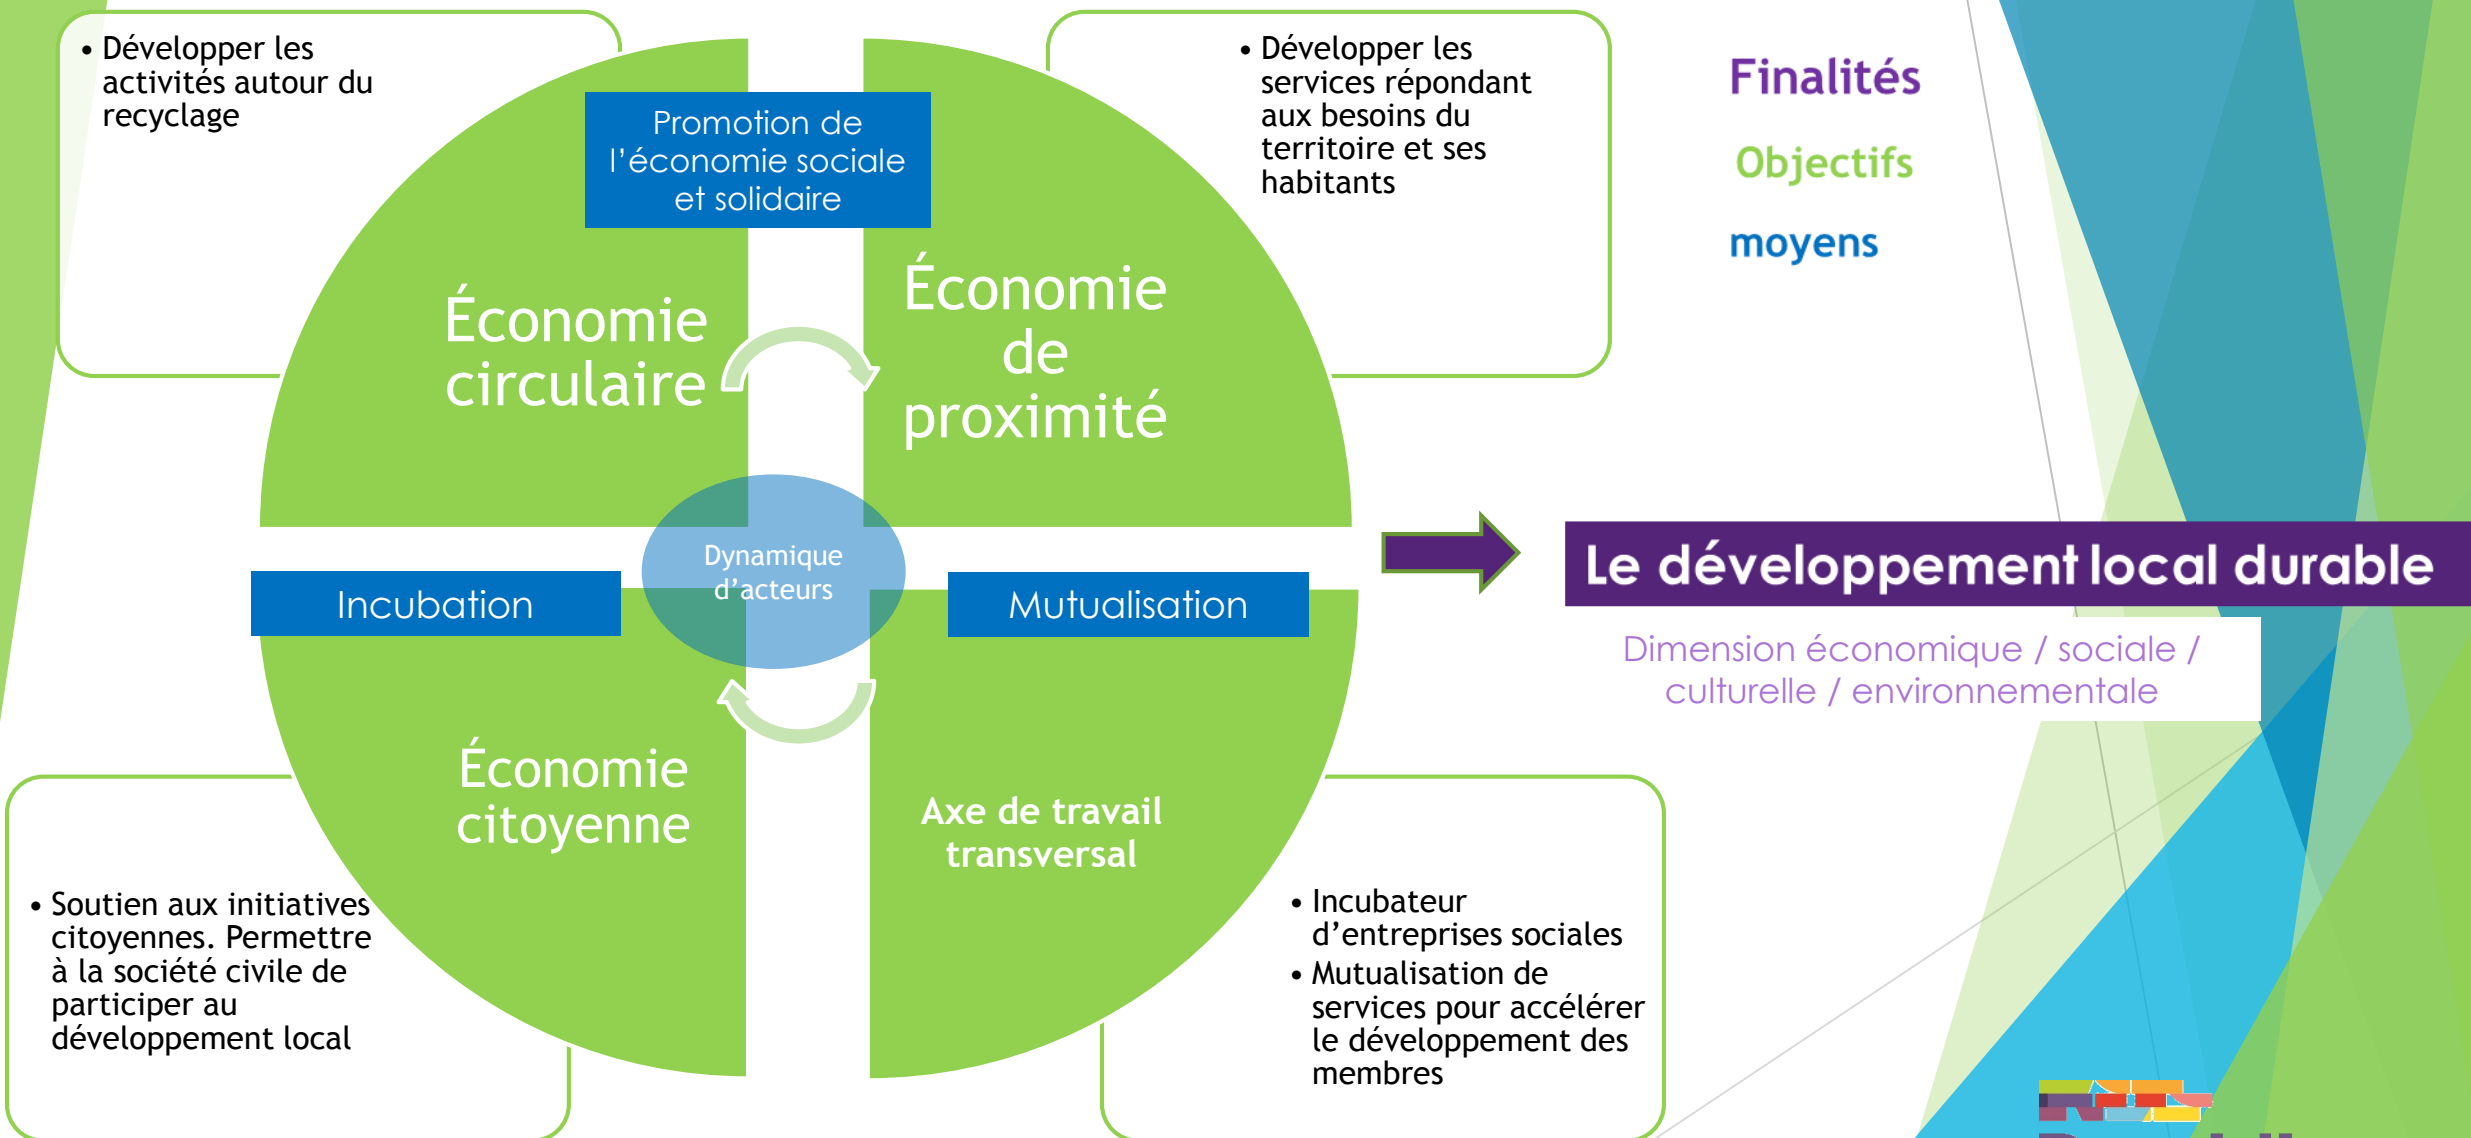 • Développer les
activités autour du
recyclage
Promotion de
l’économie sociale
et solidaire
• Développer les
services répondant
aux besoins du
territoire et ses
habitants
Finalités
Objectifs
moyens
Économie
circulaire
Économie
de
proximité
Dynamique
d’acteurs
Incubation
Mutualisation
Le développement local durable
Dimension économique / sociale /
culturelle / environnementale
Économie
citoyenne
Axe de travail
transversal
• Soutien aux initiatives
citoyennes. Permettre
à la société civile de
participer au
développement local
• Incubateur
d’entreprises sociales
• Mutualisation de
services pour accélérer
le développement des
membres